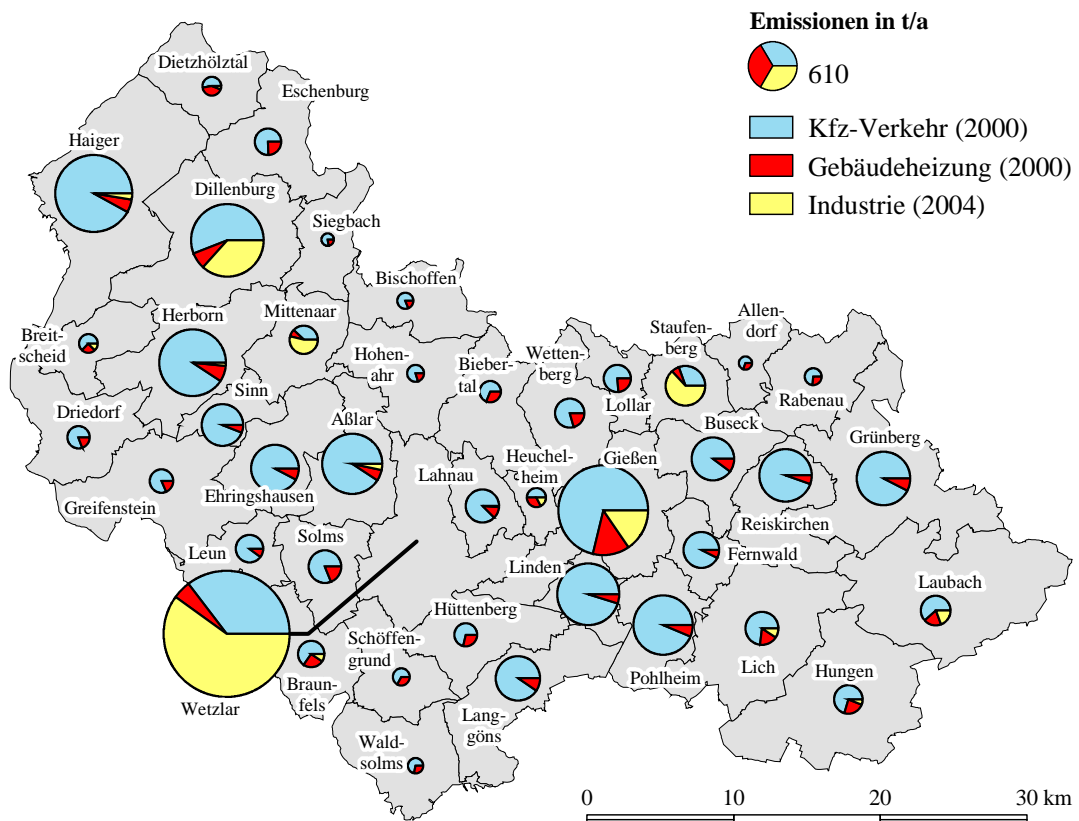 Emissionen in t/a
610
Kfz-Verkehr (2000)
Gebäudeheizung (2000)
Industrie (2004)
Dietzhölztal
Eschenburg
Haiger
Dillenburg
Siegbach
Bischoffen
Breit-
scheid
Herborn
Mittenaar
Hohen-
ahr
Bieber-
tal
Wetten-
berg
Lollar
Staufen-
berg
Allen-
dorf
Rabenau
Driedorf
Sinn
Aßlar
Ehringshausen
Greifenstein
Lahnau
Heuchel-
heim
Gießen
Buseck
Grünberg
Reiskirchen
Fernwald
Leun
Solms
Linden
Laubach
Wetzlar
Braun-
fels
Schöffen-
grund
Hüttenberg
Pohlheim
Lich
Hungen
Lang-
göns
Wald-
solms
0 10 20 30 km